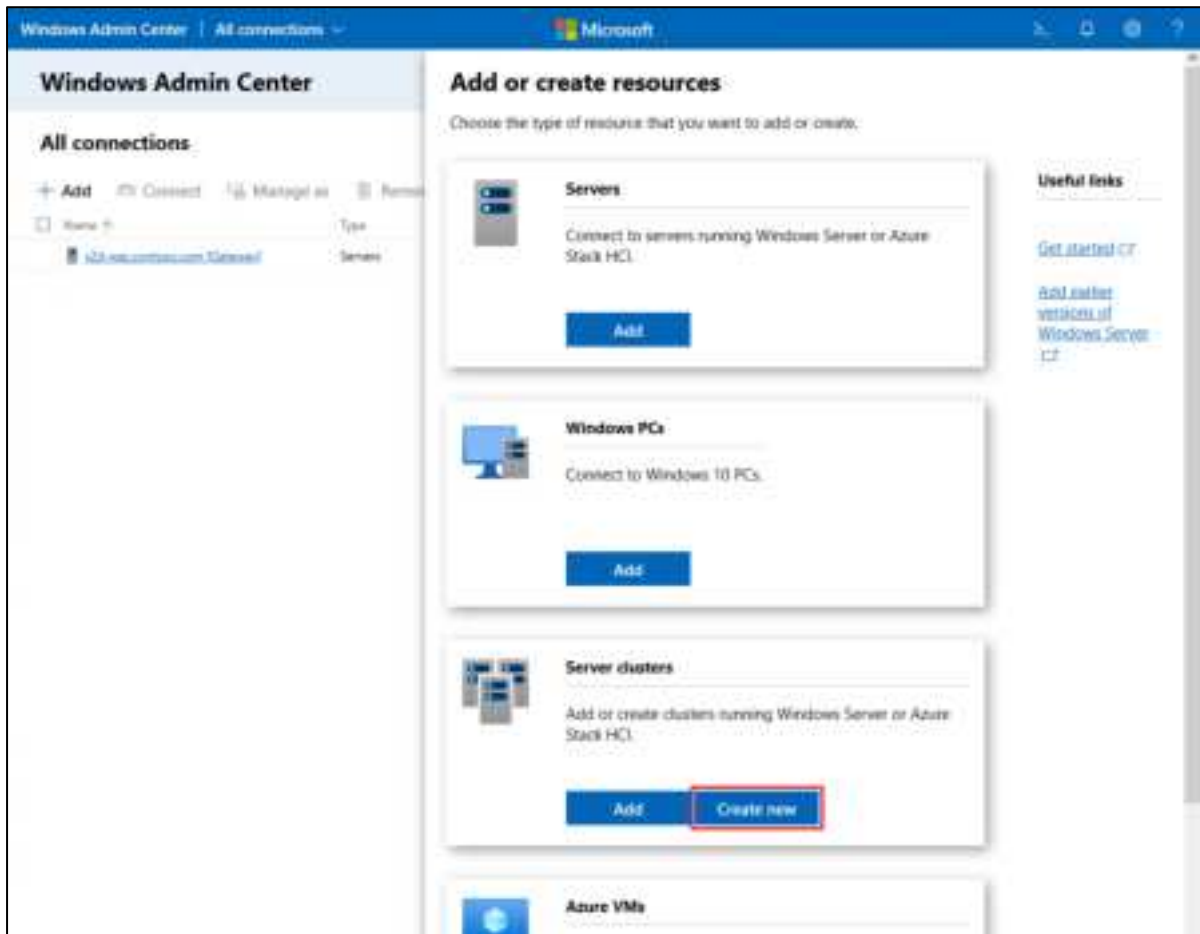 Windows Admin Center | All connections
Microsoft
Windows Admin Center
All connections
Add Connect Manage as
Name Type
Servers
Add or create resources
Choose the type of resource that you want to add or create.
Servers
Connect to servers running Windows Server or Azure
Stack HCI.
Add
Windows PCs
Connect to Windows 10 PCs.
Add
Server clusters
Add or create clusters running Windows Server or Azure
Stack HCI.
Add Create new
Azure VMs
Useful links
Get started
Add earlier
versions of
Windows Server